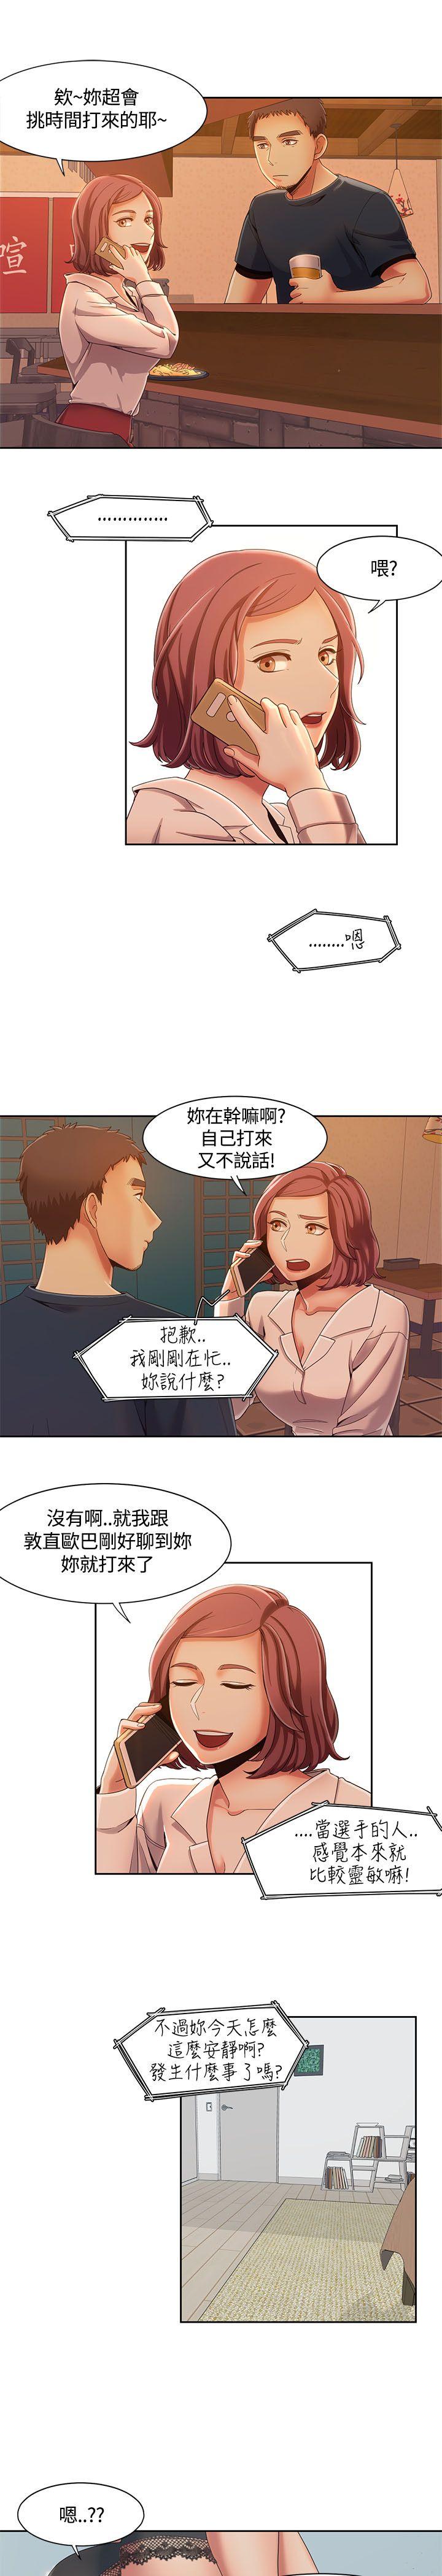 欸~妳超會
挑時間打來的耶~
喧
..............
喂?
........嗯
妳在幹嘛啊?
自己打來
又不說話!
抱歉..
我剛剛在忙..
妳說什麼?
沒有啊..就我跟
敦直歐巴剛好聊到妳
妳就打來了
....當選手的人..
感覺本來就
比較靈敏嘛!
不過妳今天怎麼
這麼安靜啊?
發生什麼事了嗎?
嗯..??